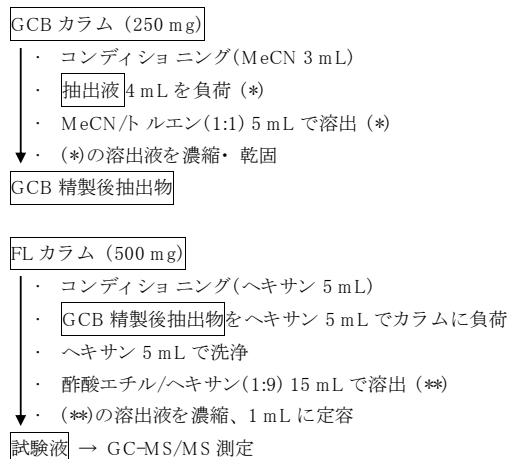 GCB カラム (250 mg)
・ コンディショニング(MeCN 3 mL)
・ 抽出液 4 mL を負荷 (*)
・ MeCN/トルエン(1:1) 5 mL で溶出 (*)
・ (*)の溶出液を濃縮・乾固
GCB 精製後抽出物
FL カラム (500 mg)
・ コンディショニング(ヘキサン 5 mL)
・ GCB 精製後抽出物をヘキサン 5 mL でカラムに負荷
・ ヘキサン 5 mL で洗浄
・ 酢酸エチル/ヘキサン(1:9) 15 mL で溶出 (**)
・ (**)の溶出液を濃縮、1 mL に定容
試験液 → GC-MS/MS 測定